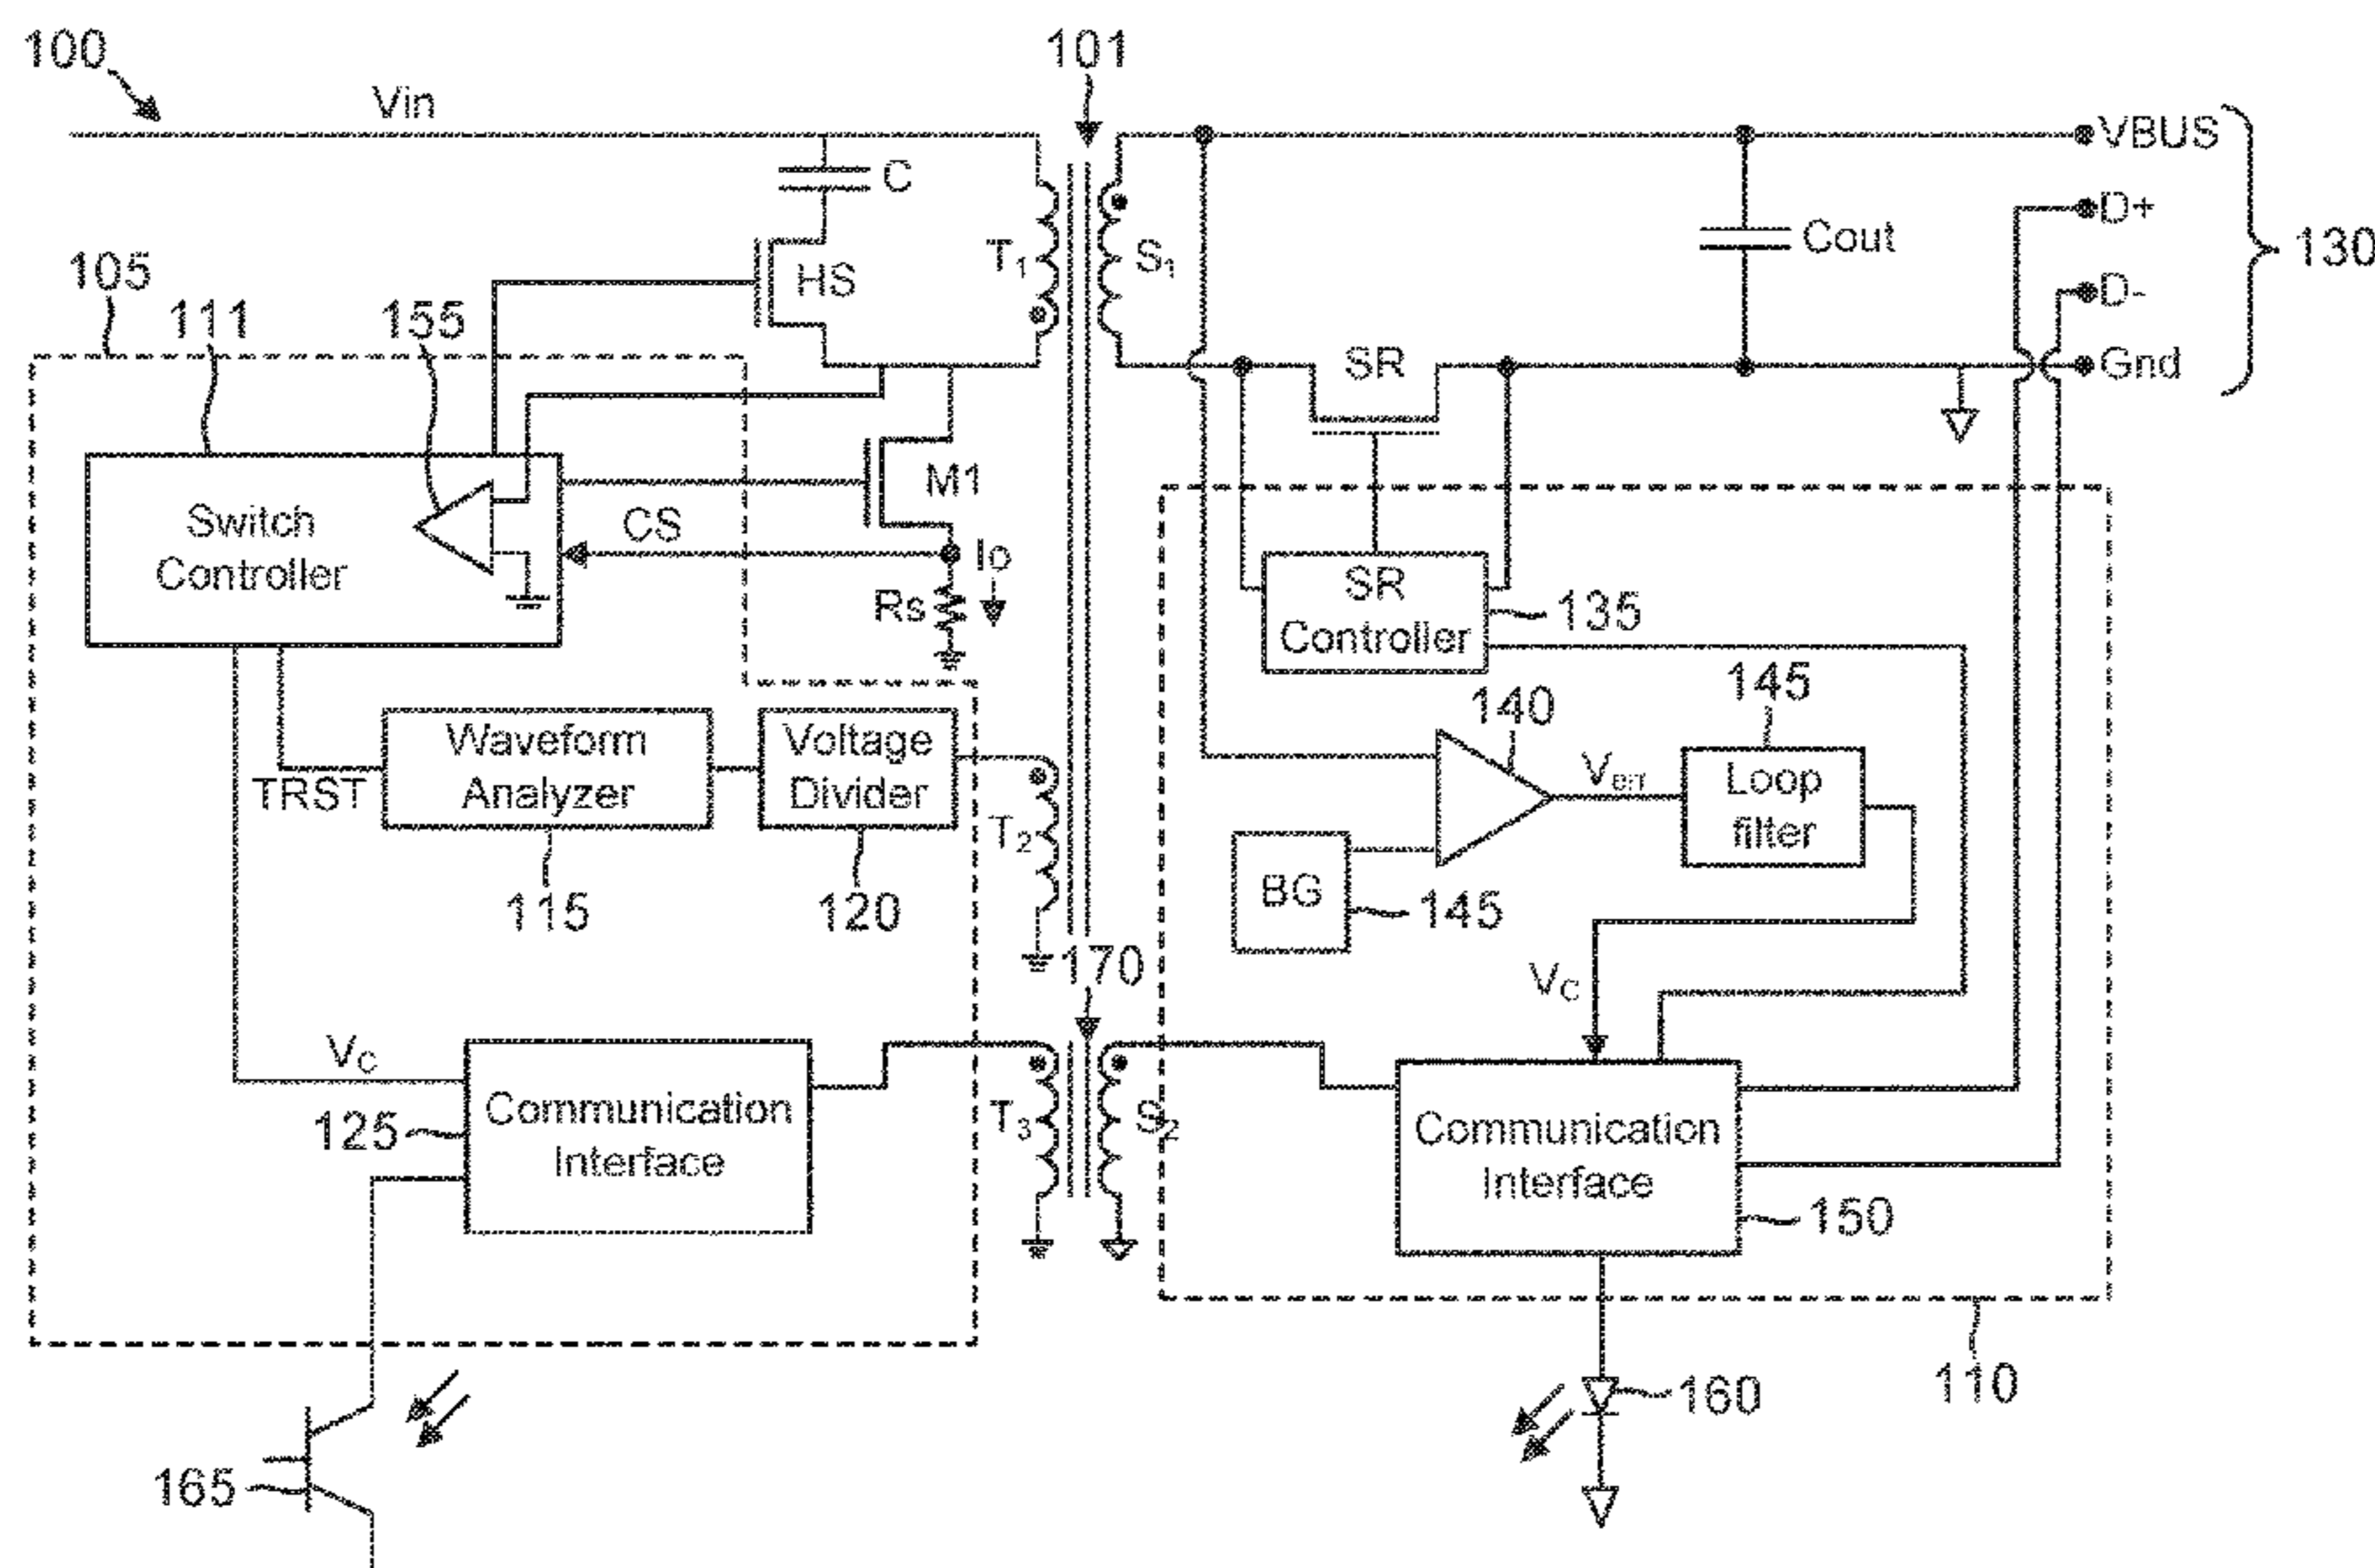 100
Vin
101
VBUS
D+
D-
Gnd
130
C
HS
T1
S1
Cout
105
111
155
SR
M1
Switch
Controller
CS
Io
Rs
SR
Controller
135
145
140
Verr
Loop
filter
Waveform
Analyzer
TRST
115
Voltage
Divider
120
T2
BG
145
170
VC
VC
125
Communication
Interface
T3
S2
Communication
Interface
150
110
160
165